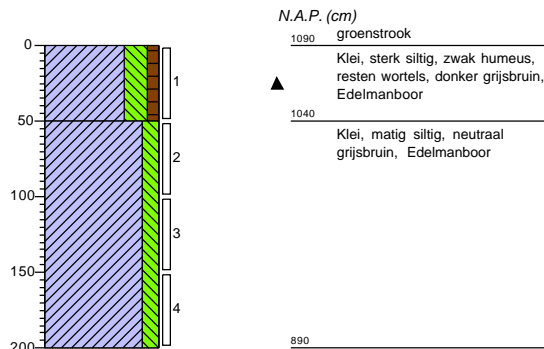 N.A.P. (cm)
1090 groenstrook
0
Klei, sterk siltig, zwak humeus,
resten wortels, donker grijsbruin,
Edelmanboor
1
1040
50
Klei, matig siltig, neutraal
grijsbruin, Edelmanboor
2
100
3
150
4
890
200